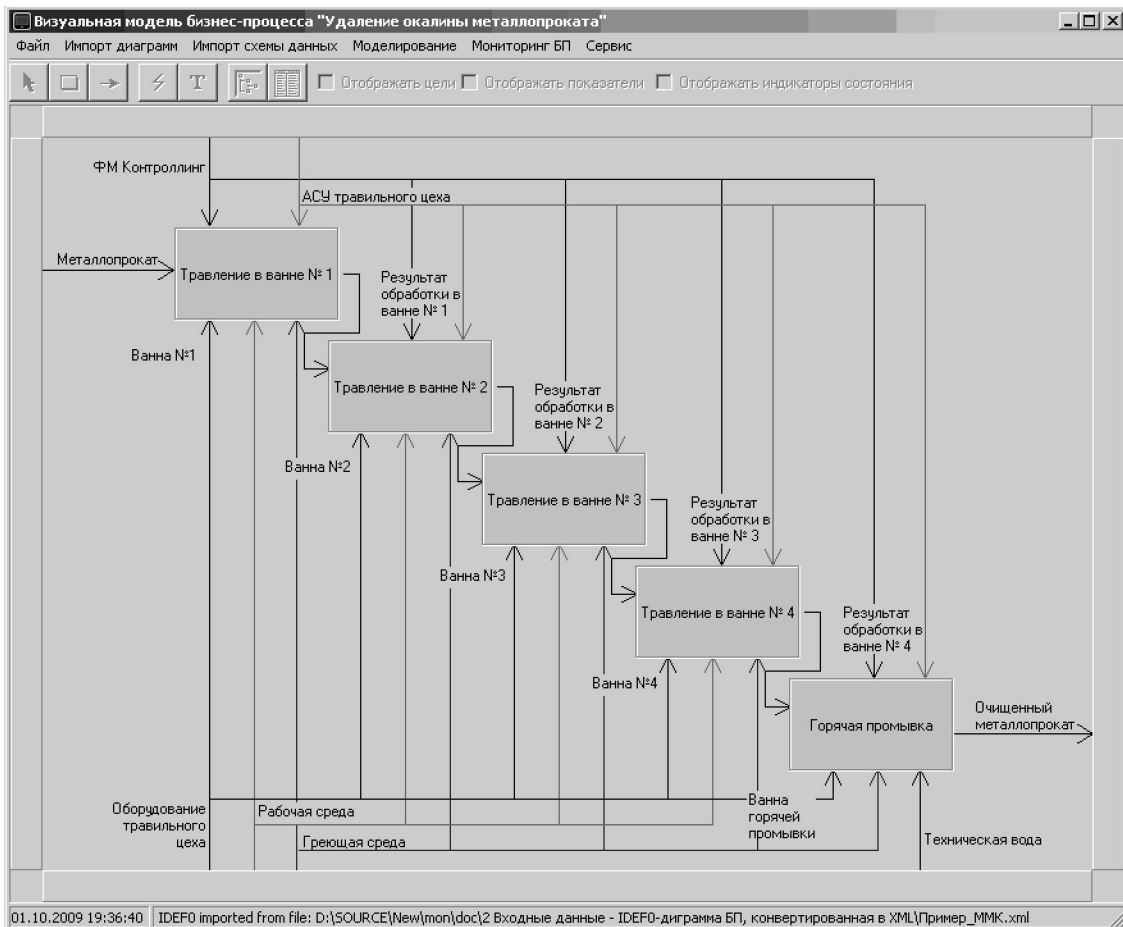 Визуальная модель бизнес-процесса "Удаление окалины металлопроката"
Файл Импорт диаграмм Импорт схемы данных Моделирование Мониторинг БП Сервис
T
Отображать цели Отображать показатели Отображать индикаторы состояния
ФМ Контроллинг
АСУ травильного цеха
Металлопрокат
Травление в ванне № 1
Результат
обработки в
ванне № 1
Ванна №1
Травление в ванне № 2
Результат
обработки в
ванне № 2
Ванна №2
Травление в ванне № 3
Результат
обработки в
ванне № 3
Ванна №3
Травление в ванне № 4
Результат
обработки в
ванне № 4
Ванна №4
Горячая промывка
Очищенный
металлопрокат
Оборудование
травильного
цеха
Рабочая среда
Греющая среда
Ванна
горячей
промывки
Техническая вода
01.10.2009 19:36:40 IDEF0 imported from file: D:\SOURCE\New\mon\doc\2 Входные данные - IDEF0-диграмма БП, конвертированная в XML\Пример_ММК.xml